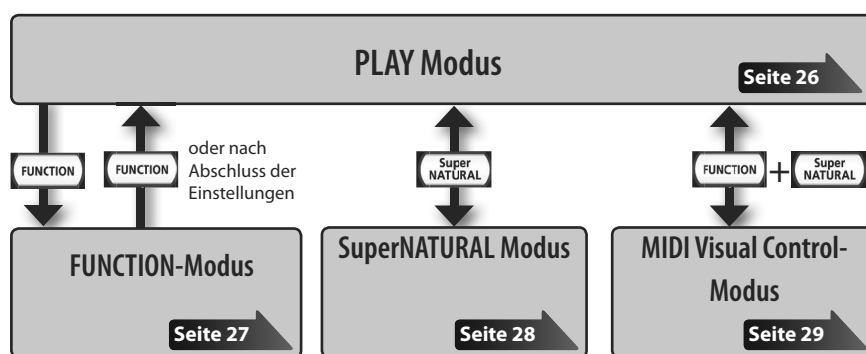 PLAY Modus
Seite 26
FUNCTION
FUNCTION
oder nach
Abschluss der
Einstellungen
Super
NATURAL
FUNCTION
+
Super
NATURAL
FUNCTION-Modus
Seite 27
SuperNATURAL Modus
Seite 28
MIDI Visual Control-
Modus
Seite 29